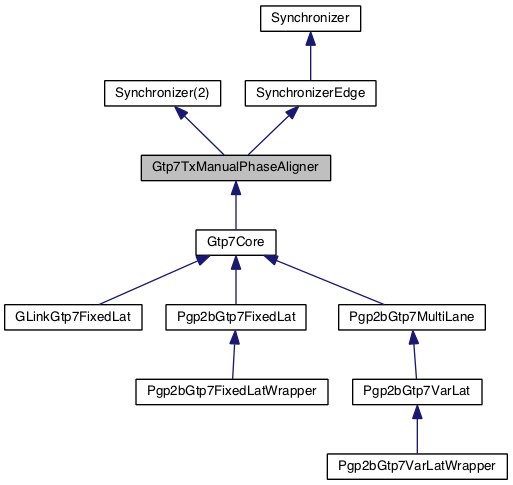 Synchronizer
Synchronizer(2)
SynchronizerEdge
Gtp7TxManualPhaseAligner
Gtp7Core
GLinkGtp7FixedLat
Pgp2bGtp7FixedLat
Pgp2bGtp7MultiLane
Pgp2bGtp7FixedLatWrapper
Pgp2bGtp7VarLat
Pgp2bGtp7VarLatWrapper